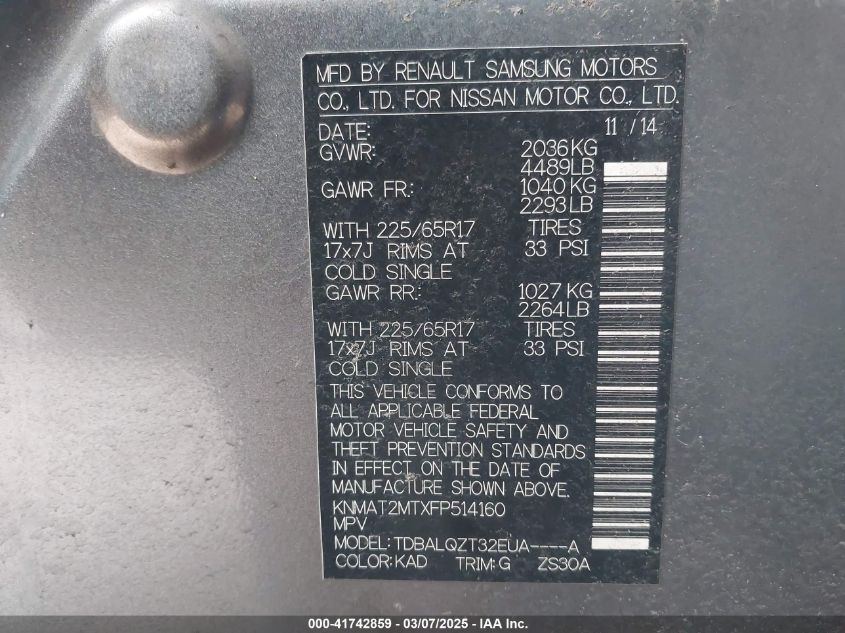 MFD BY RENAULT SAMSUNG MOTORS
CO., LTD. FOR NISSAN MOTOR CO., LTD.
DATE: 11 / 14
GVWR: 2036 KG
4489 LB
GAWR FR.: 1040 KG
2293 LB
WITH 225/65R17 TIRES
17x7J RIMS AT 33 PSI
COLD SINGLE
GAWR RR.: 1027 KG
2264 LB
WITH 225/65R17 TIRES
17x7J RIMS AT 33 PSI
COLD SINGLE
THIS VEHICLE CONFORMS TO
ALL APPLICABLE FEDERAL
MOTOR VEHICLE SAFETY AND
THEFT PREVENTION STANDARDS
IN EFFECT ON THE DATE OF
MANUFACTURE SHOWN ABOVE.
KNMAT2MTXFP514160
MPV
MODEL: TDBALQZT32EUA----A
COLOR: KAD TRIM: G ZS30A
000-41742859 - 03/07/2025 - IAA Inc.